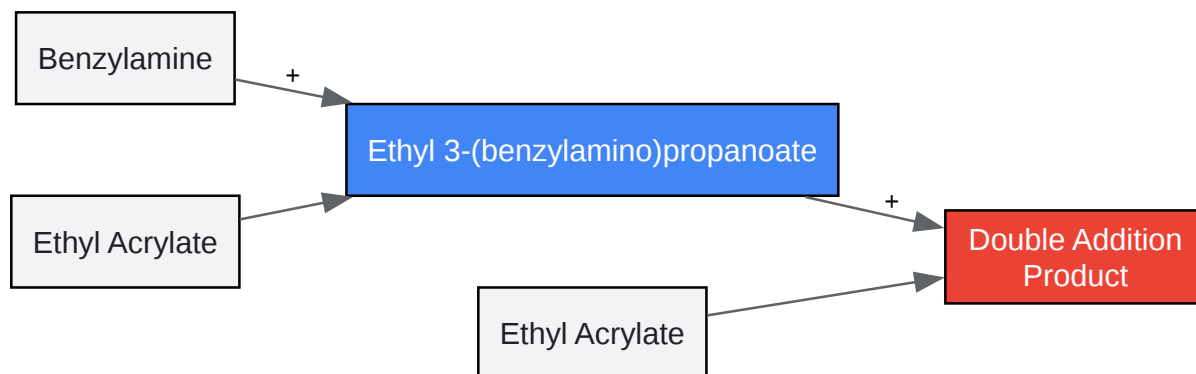 Benzylamine
+
Ethyl 3-(benzylamino)propanoate
Ethyl Acrylate
+
Double Addition
Product
Ethyl Acrylate